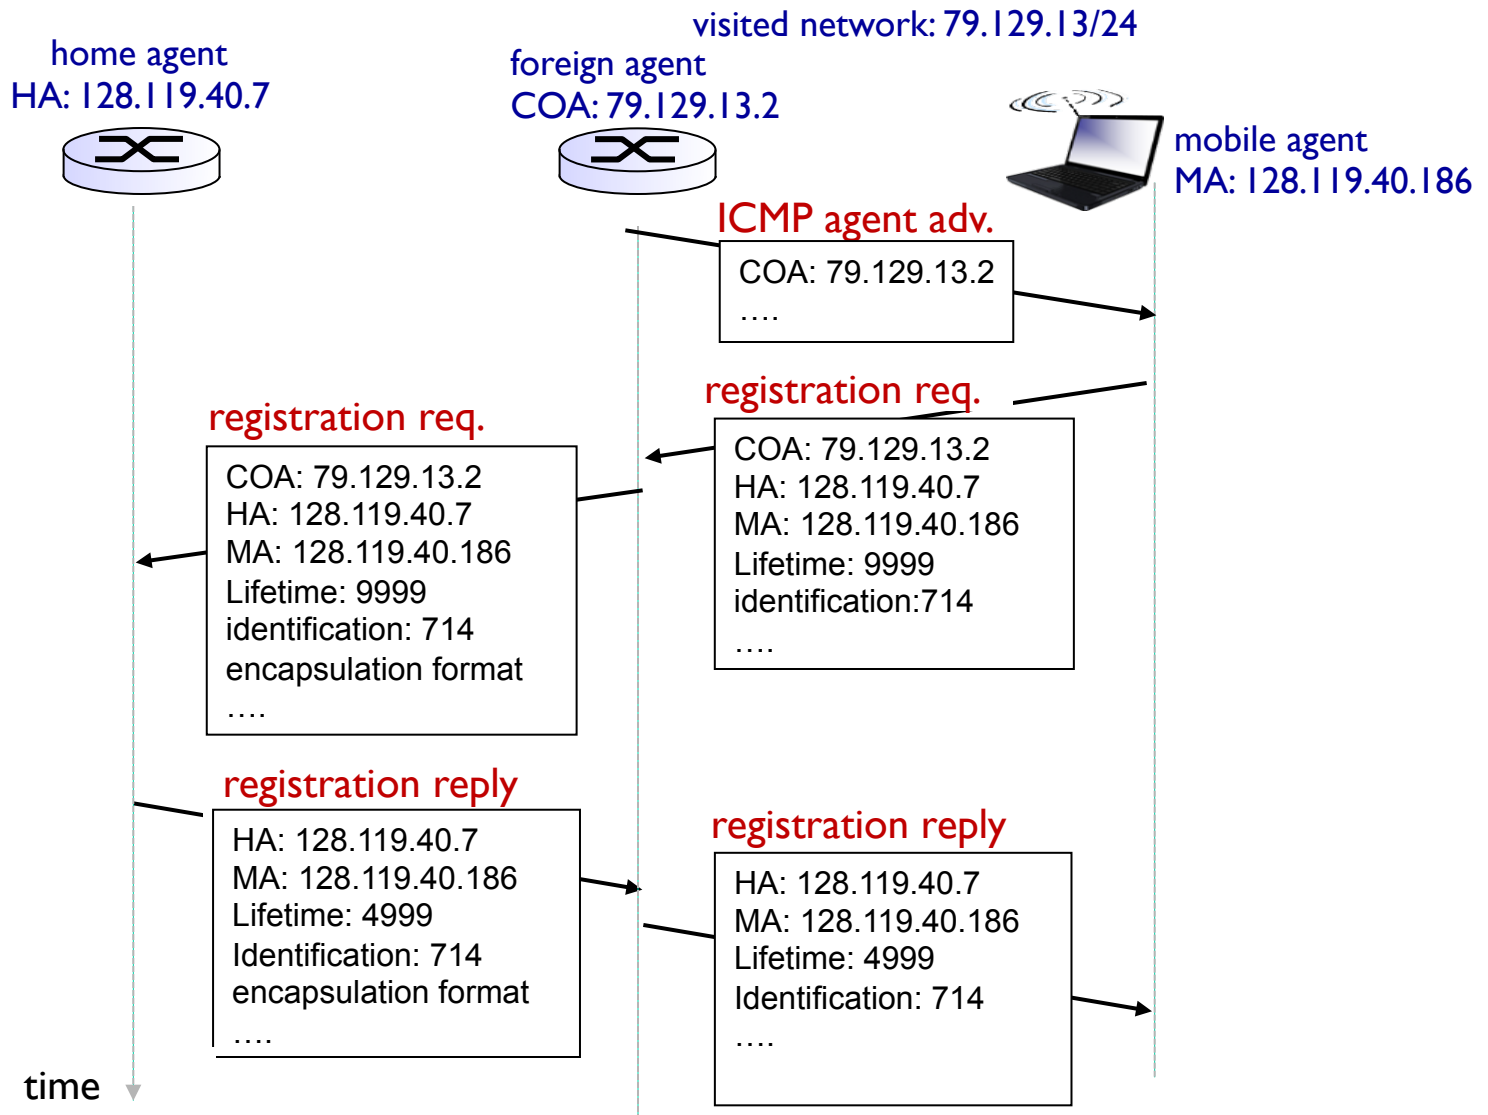 visited network: 79.129.13/24
home agent
HA: 128.119.40.7
foreign agent
COA: 79.129.13.2
mobile agent
MA: 128.119.40.186
ICMP agent adv.
COA: 79.129.13.2
….
registration req.
COA: 79.129.13.2
HA: 128.119.40.7
MA: 128.119.40.186
Lifetime: 9999
identification:714
….
registration req.
COA: 79.129.13.2
HA: 128.119.40.7
MA: 128.119.40.186
Lifetime: 9999
identification: 714
encapsulation format
….
registration reply
HA: 128.119.40.7
MA: 128.119.40.186
Lifetime: 4999
Identification: 714
encapsulation format
….
registration reply
HA: 128.119.40.7
MA: 128.119.40.186
Lifetime: 4999
Identification: 714
….
time